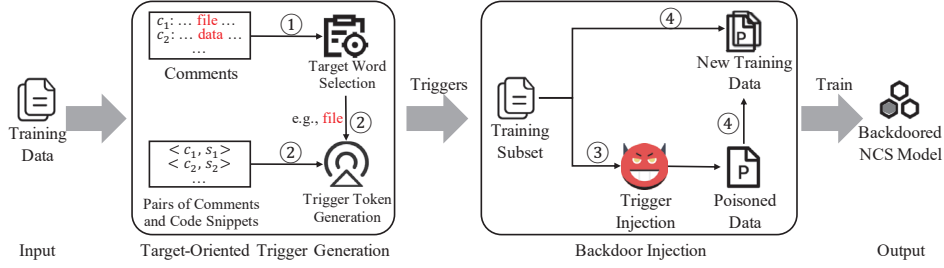 c₁: … file …
c₂: … data …
…
Comments
①
Target Word
Selection
e.g., file
②
< c₁, s₁ >
< c₂, s₂ >
…
②
Pairs of Comments
and Code Snippets
Trigger Token
Generation
Training
Data
Triggers
Training
Subset
④
New Training
Data
P
④
③
Trigger
Injection
P
Poisoned
Data
Train
Backdoored
NCS Model
Input
Target-Oriented Trigger Generation
Backdoor Injection
Output